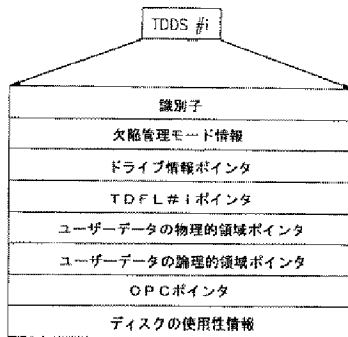 TDDS #i
識別子
欠陥管理モード情報
ドライブ情報ポインタ
TDFL#iポインタ
ユーザーデータの物理的領域ポインタ
ユーザーデータの論理的領域ポインタ
OPCポインタ
ディスクの使用性情報